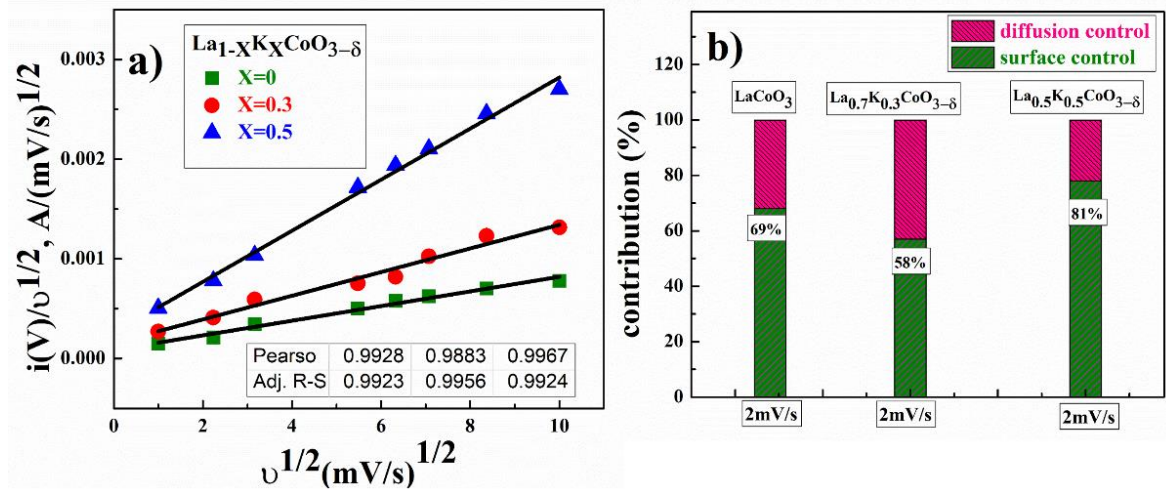 a)
La1-XKXCoO3–δ
X=0
X=0.3
X=0.5
i(V)/υ1/2, A/(mV/s)1/2
0.003
0.002
0.001
0.000
Pearso 0.9928 0.9883 0.9967
Adj. R-S 0.9923 0.9956 0.9924
0 2 4 6 8 10
υ1/2(mV/s)1/2
b)
diffusion control
surface control
contribution (%)
120
100
80
60
40
20
0
LaCoO3 La0.7K0.3CoO3–δ La0.5K0.5CoO3–δ
69% 58% 81%
2mV/s 2mV/s 2mV/s